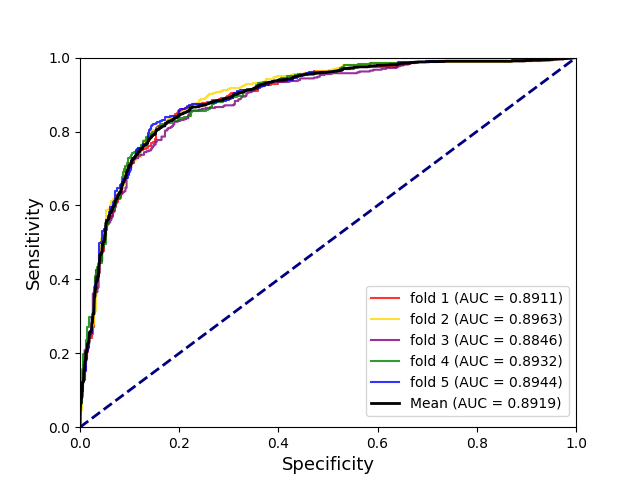 1.0
0.8
0.6
0.4
0.2
0.0
Sensitivity
fold 1 (AUC = 0.8911)
fold 2 (AUC = 0.8963)
fold 3 (AUC = 0.8846)
fold 4 (AUC = 0.8932)
fold 5 (AUC = 0.8944)
Mean (AUC = 0.8919)
0.0 0.2 0.4 0.6 0.8 1.0
Specificity